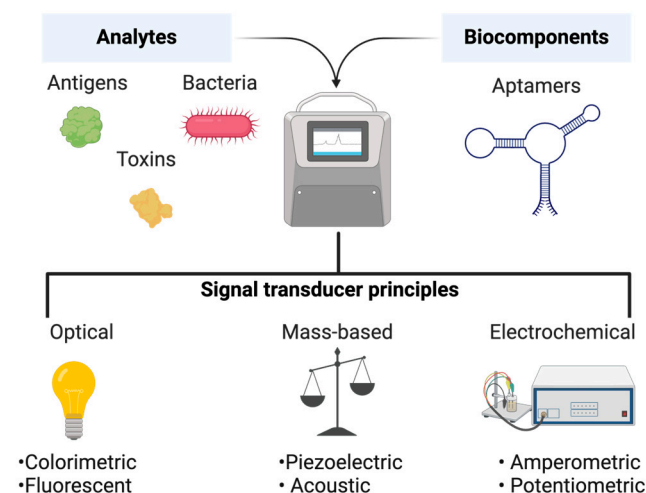 Analytes
Biocomponents
Antigens
Bacteria
Toxins
Aptamers
Signal transducer principles
Optical
Mass-based
Electrochemical
•Colorimetric
•Fluorescent
•Piezoelectric
• Acoustic
• Amperometric
• Potentiometric